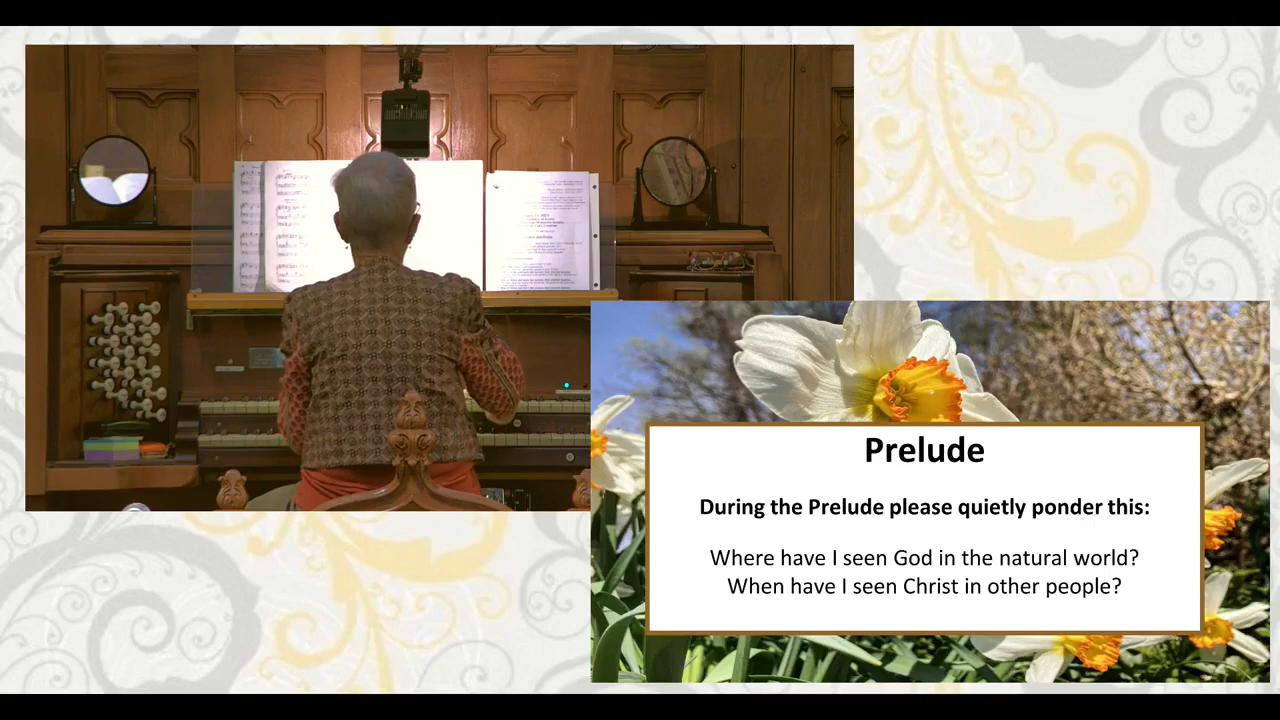 Prelude
During the Prelude please quietly ponder this:
Where have I seen God in the natural world?
When have I seen Christ in other people?